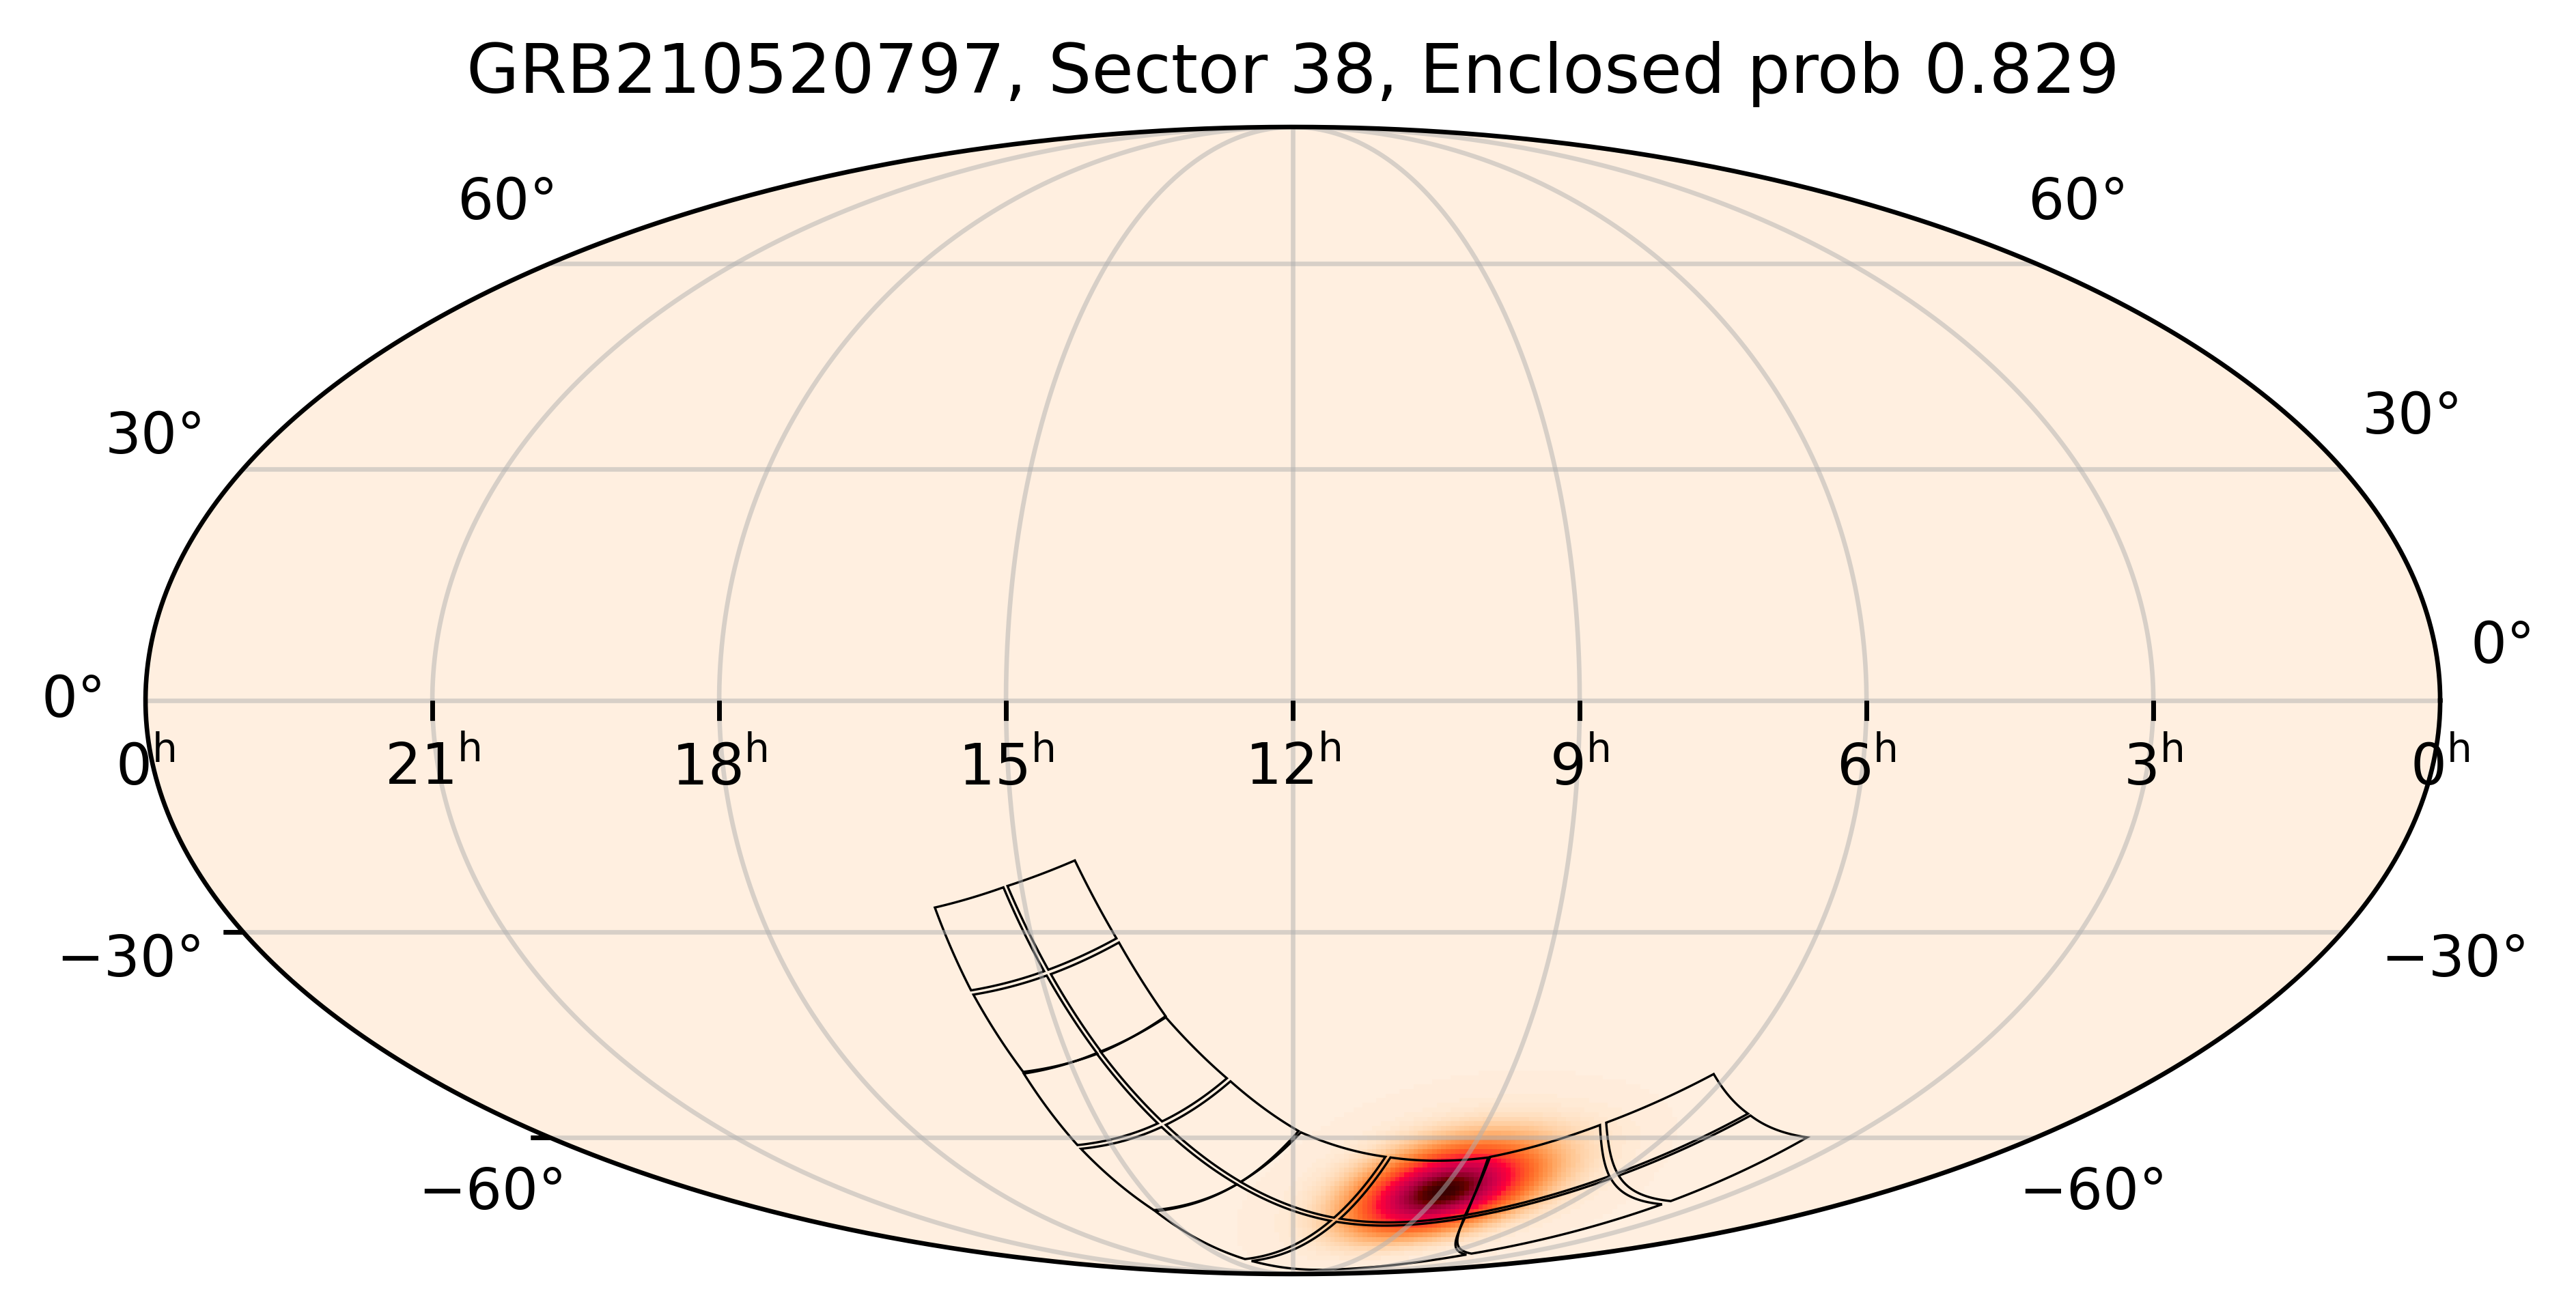 GRB210520797, Sector 38, Enclosed prob 0.829
60° 60°
30° 30°
0° 0°
0h 21h 18h 15h 12h 9h 6h 3h 0h
−30° −30°
−60° −60°